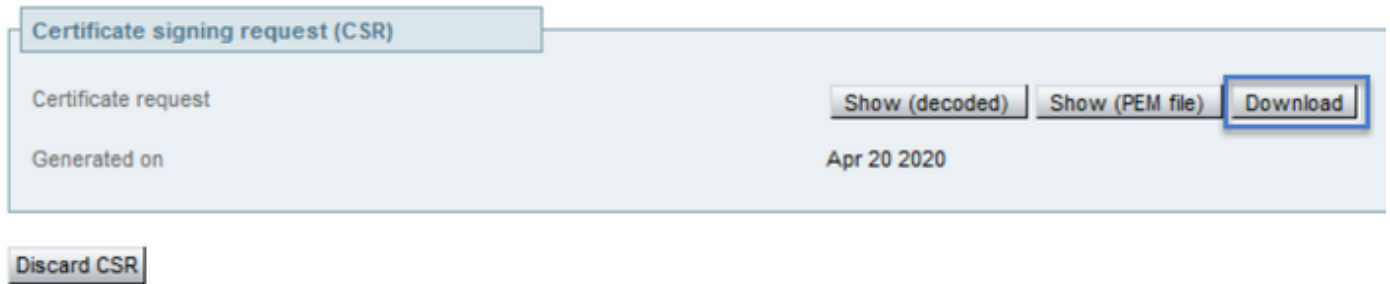 Certificate signing request (CSR)
Certificate request Show (decoded) Show (PEM file) Download
Generated on Apr 20 2020
Discard CSR